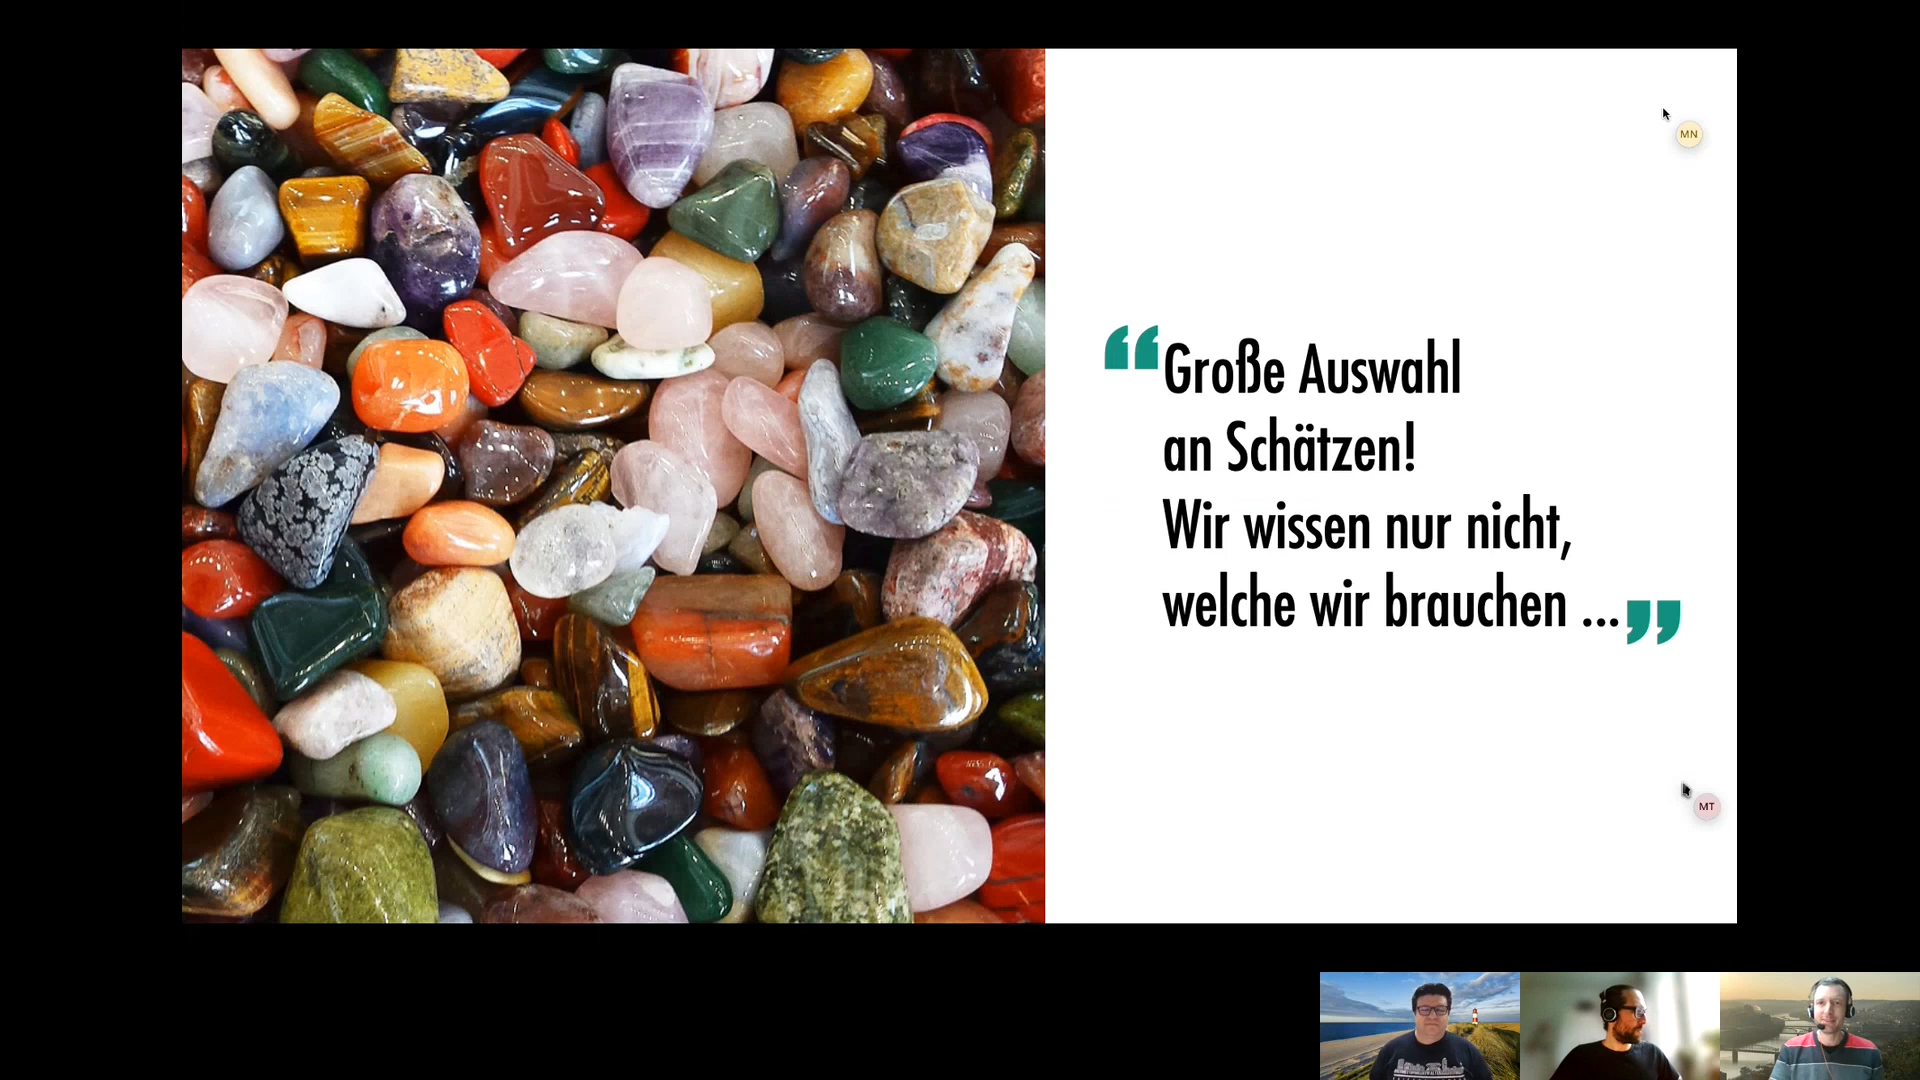 MN
“Große Auswahl
an Schätzen!
Wir wissen nur nicht,
welche wir brauchen ...”
MT